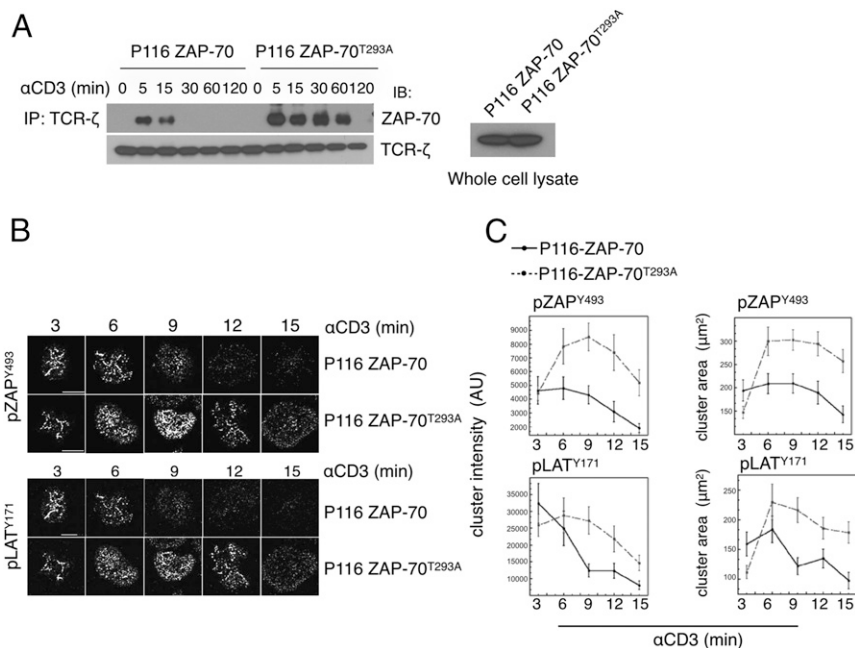 A
P116 ZAP-70
P116 ZAP-70T293A
αCD3 (min)
0 5 15 30 60 120 0 5 15 30 60 120
IB:
IP: TCR-ζ
ZAP-70
TCR-ζ
P116 ZAP-70
P116 ZAP-70T293A
Whole cell lysate
B
3 6 9 12 15 αCD3 (min)
pZAPY493
P116 ZAP-70
P116 ZAP-70T293A
3 6 9 12 15 αCD3 (min)
pLATY171
P116 ZAP-70
P116 ZAP-70T293A
C
P116-ZAP-70
P116-ZAP-70T293A
pZAPY493
9000
8000
7000
6000
5000
4000
3000
2000
3 6 9 12 15
pZAPY493
cluster area (μm²)
300
200
100
3 6 9 12 15
cluster intensity (AU)
pLATY171
35000
30000
25000
20000
15000
10000
3 6 9 12 15
pLATY171
cluster area (μm²)
250
200
150
100
3 6 9 12 15
αCD3 (min)